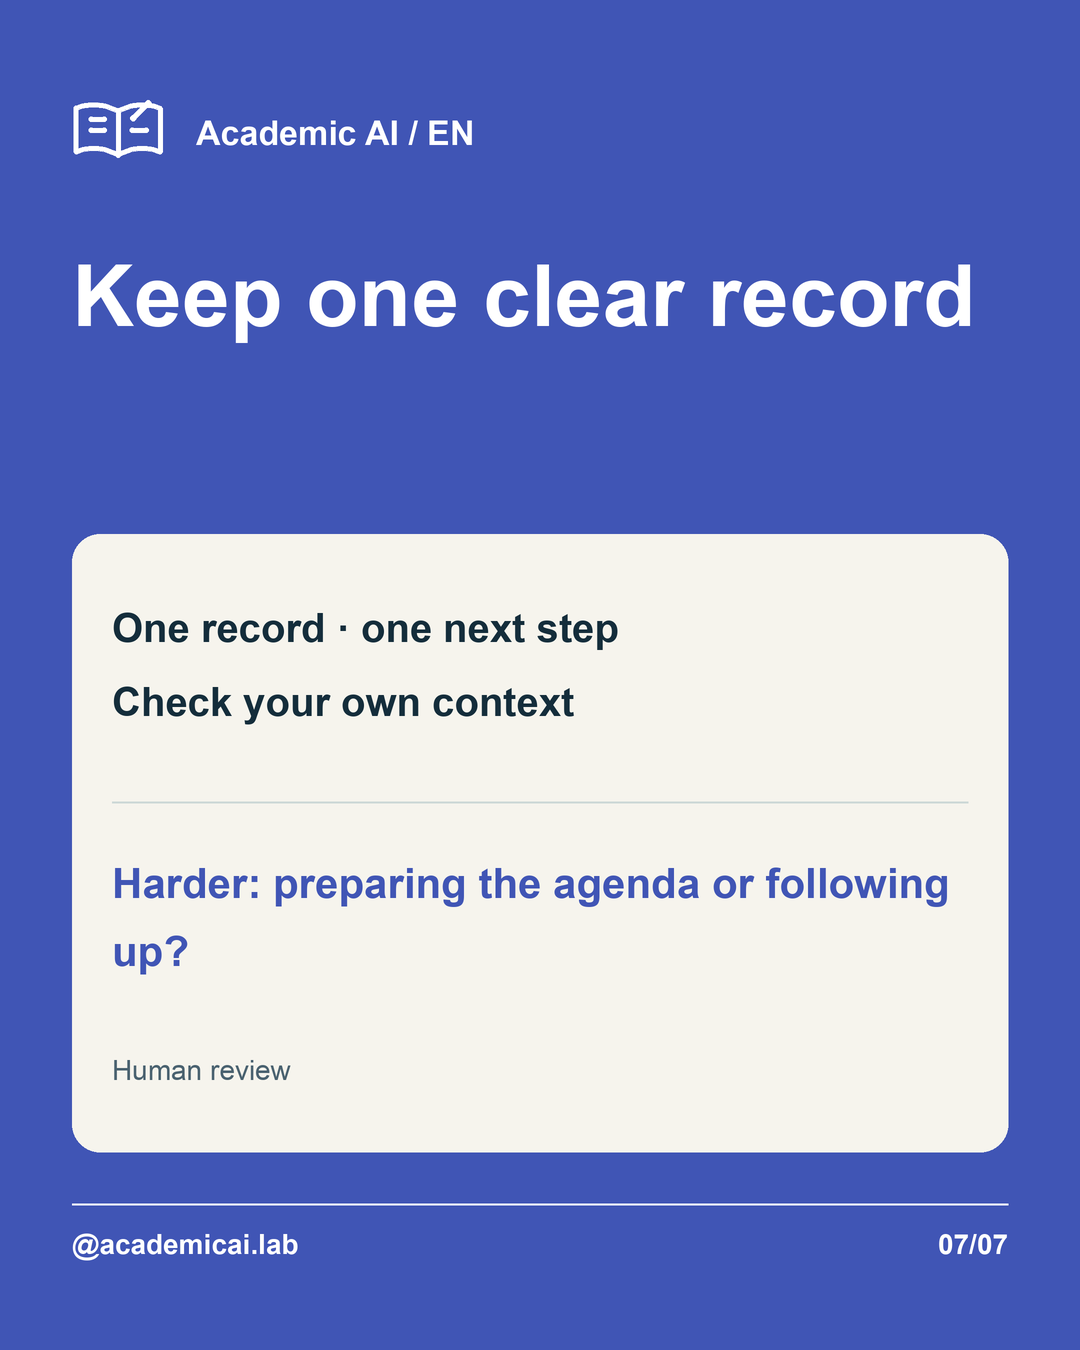 Academic AI / EN
Keep one clear record
One record · one next step
Check your own context
Harder: preparing the agenda or following
up?
Human review
@academicai.lab
07/07